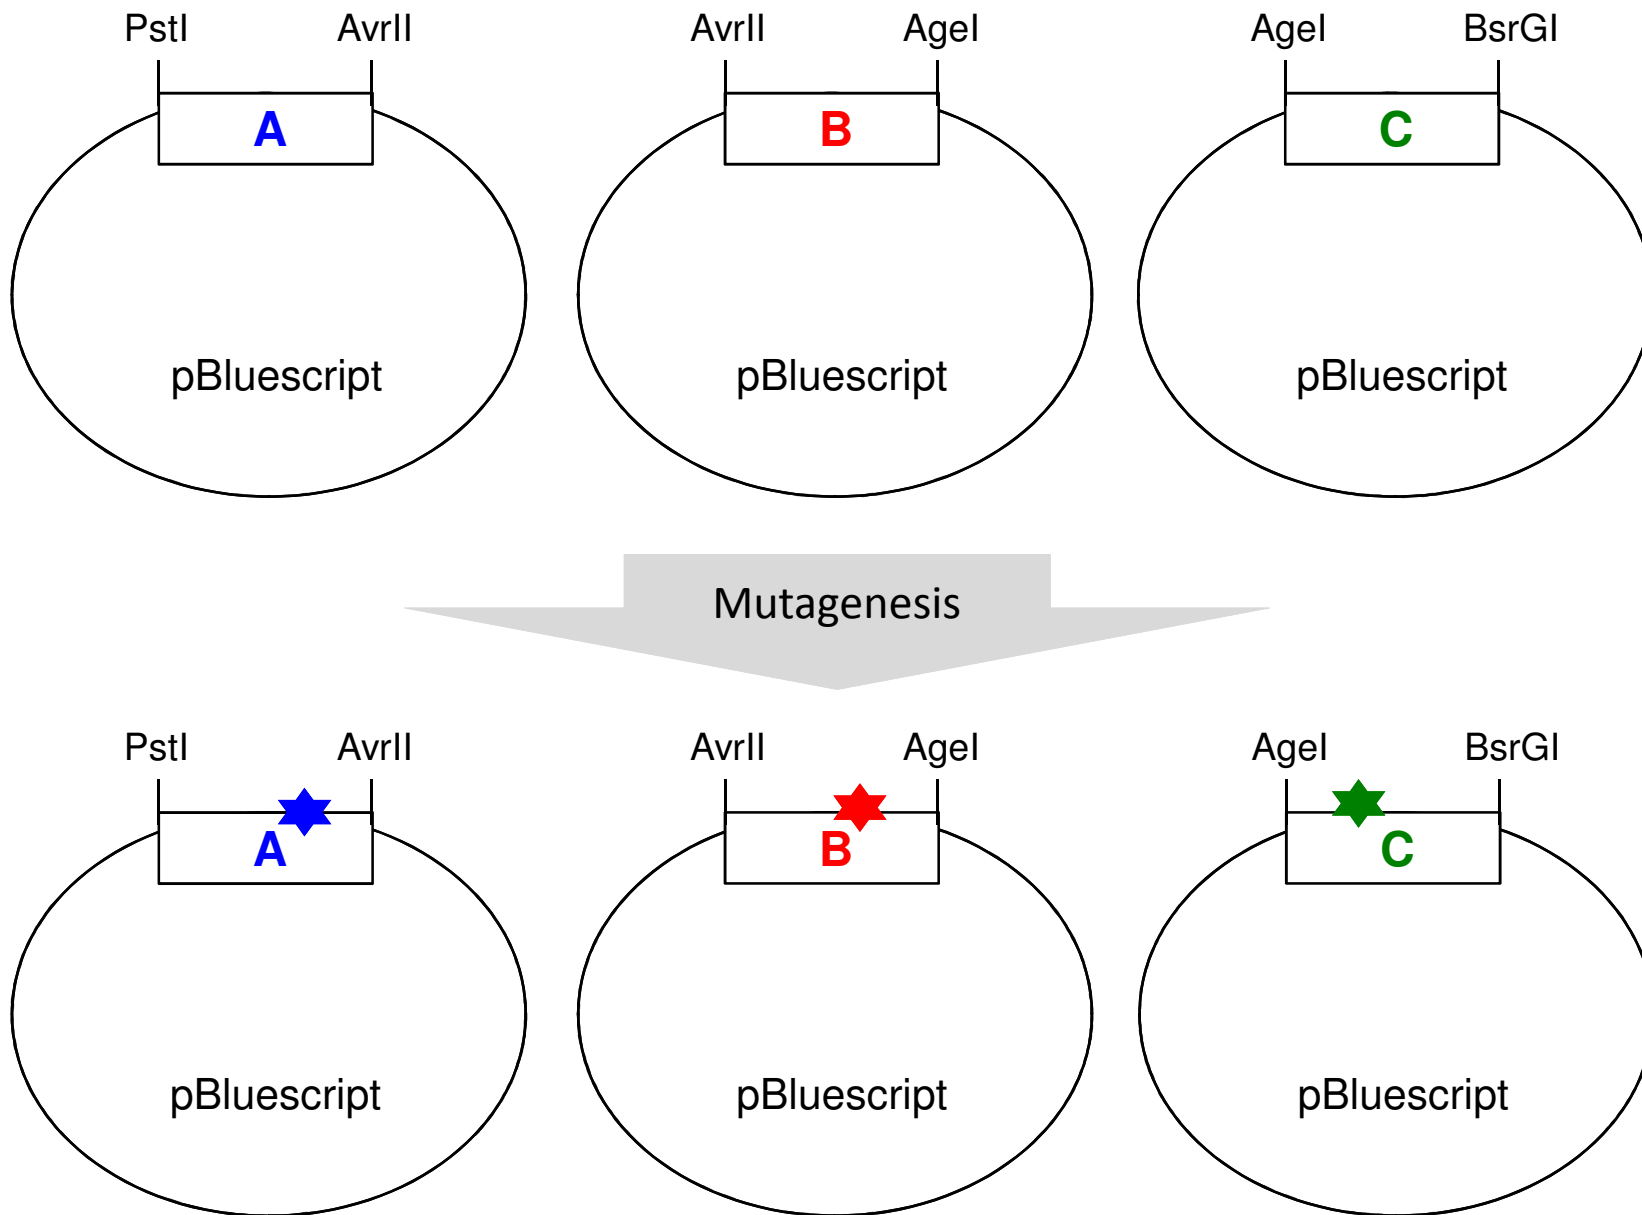 PstI AvrII AvrII AgeI AgeI BsrGI
A B C
pBluescript pBluescript pBluescript
Mutagenesis
PstI AvrII AvrII AgeI AgeI BsrGI
A B C
pBluescript pBluescript pBluescript